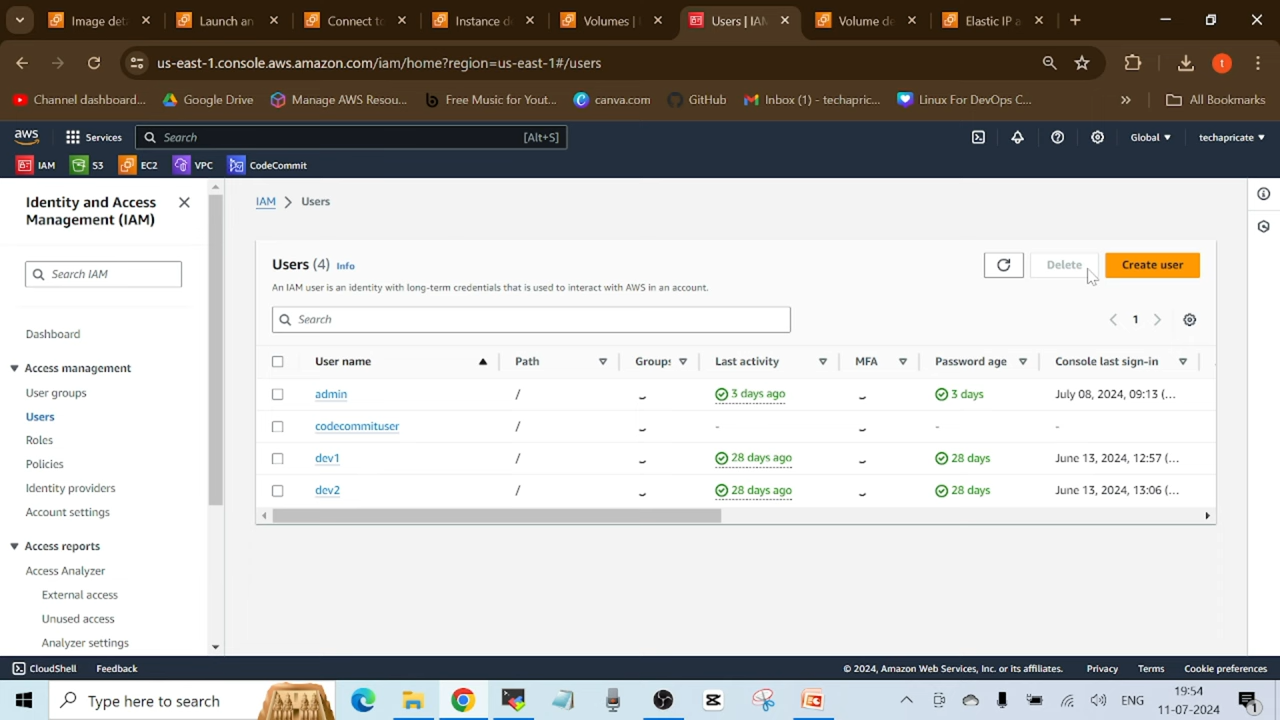 Image deta
Launch an
Connect to
Instance de
Volumes |
Users | IAM
Volume de
Elastic IP a
us-east-1.console.aws.amazon.com/iam/home?region=us-east-1#/users
t
Channel dashboard...
Google Drive
Manage AWS Resou...
Free Music for Yout...
canva.com
GitHub
Inbox (1) - techapric...
Linux For DevOps C...
All Bookmarks
aws
Services
Search
[Alt+S]
Global
techapricate
IAM
S3
EC2
VPC
CodeCommit
Identity and Access
Management (IAM)
Search IAM
Dashboard
Access management
User groups
Users
Roles
Policies
Identity providers
Account settings
Access reports
Access Analyzer
External access
Unused access
Analyzer settings
IAM > Users
Users (4) Info
Delete
Create user
An IAM user is an identity with long-term credentials that is used to interact with AWS in an account.
Search
1
User name Path Groups Last activity MFA Password age Console last sign-in
admin / 3 days ago 3 days July 08, 2024, 09:13 (...
codecommituser / - - -
dev1 / 28 days ago 28 days June 13, 2024, 12:57 (...
dev2 / 28 days ago 28 days June 13, 2024, 13:06 (...
CloudShell
Feedback
© 2024, Amazon Web Services, Inc. or its affiliates.
Privacy
Terms
Cookie preferences
Type here to search
ENG
19:54
11-07-2024
1